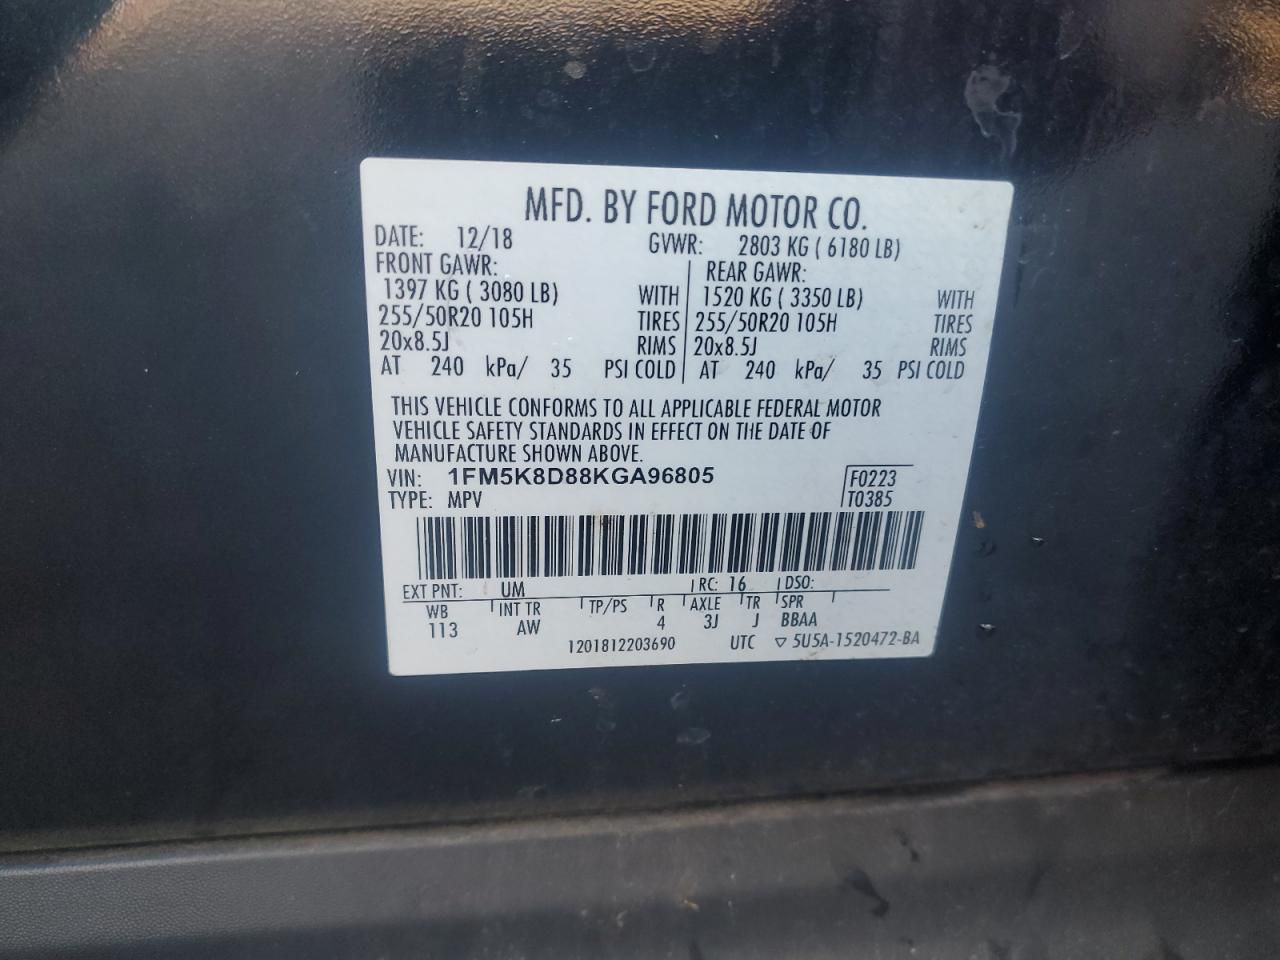 MFD. BY FORD MOTOR CO.
DATE: 12/18 GVWR: 2803 KG ( 6180 LB)
FRONT GAWR: REAR GAWR:
1397 KG ( 3080 LB) WITH 1520 KG ( 3350 LB) WITH
255/50R20 105H TIRES 255/50R20 105H TIRES
20x8.5J RIMS 20x8.5J RIMS
AT 240 kPa/ 35 PSI COLD AT 240 kPa/ 35 PSI COLD
THIS VEHICLE CONFORMS TO ALL APPLICABLE FEDERAL MOTOR
VEHICLE SAFETY STANDARDS IN EFFECT ON THE DATE OF
MANUFACTURE SHOWN ABOVE.
VIN: 1FM5K8D88KGA96805 F0223
TYPE: MPV T0385
EXT PNT: UM RC: 16 DSO:
WB INT TR TP/PS R AXLE TR SPR
113 AW 4 3J J BBAA
1201812203690 UTC ▽ 5U5A-1520472-BA